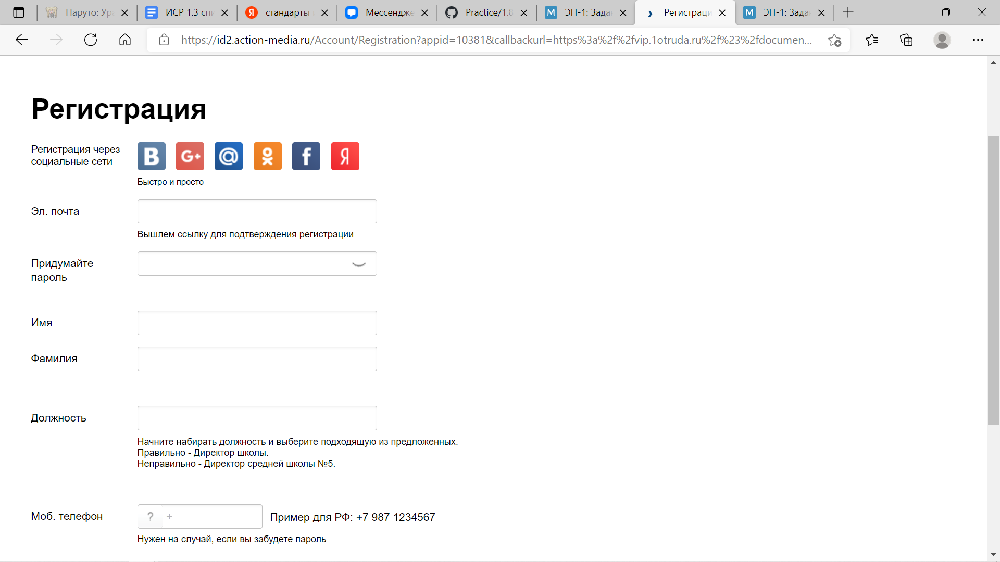 Наруто: Ура
ИСР 1.3 спи
стандарты
Мессендже
Practice/1.8
ЭП-1: Зада
Регистраци
ЭП-1: Зада
https://id2.action-media.ru/Account/Registration?appid=10381&callbackurl=https%3a%2f%2fvip.1otruda.ru%2f%23%2fdocumen...
Регистрация
Регистрация через
социальные сети
Быстро и просто
Эл. почта
Вышлем ссылку для подтверждения регистрации
Придумайте
пароль
Имя
Фамилия
Должность
Начните набирать должность и выберите подходящую из предложенных.
Правильно - Директор школы.
Неправильно - Директор средней школы №5.
Моб. телефон
? +
Пример для РФ: +7 987 1234567
Нужен на случай, если вы забудете пароль